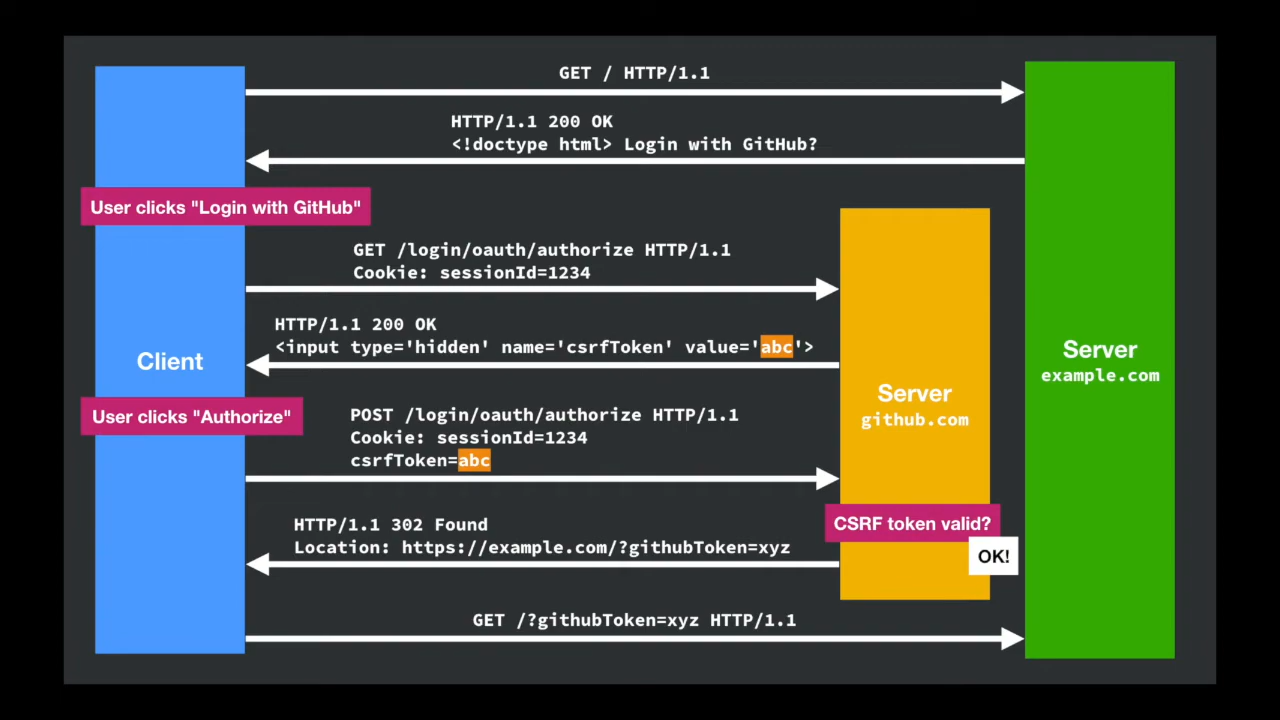 GET / HTTP/1.1
HTTP/1.1 200 OK
<!doctype html> Login with GitHub?
User clicks "Login with GitHub"
GET /login/oauth/authorize HTTP/1.1
Cookie: sessionId=1234
HTTP/1.1 200 OK
<input type='hidden' name='csrfToken' value='abc'>
Client
Server
example.com
Server
github.com
User clicks "Authorize"
POST /login/oauth/authorize HTTP/1.1
Cookie: sessionId=1234
csrfToken=abc
CSRF token valid?
OK!
HTTP/1.1 302 Found
Location: https://example.com/?githubToken=xyz
GET /?githubToken=xyz HTTP/1.1